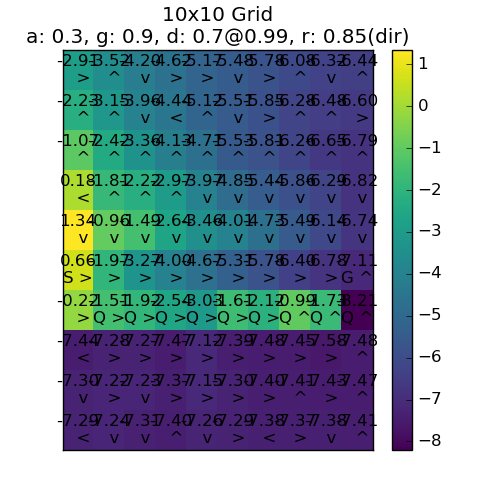 10x10 Grid
a: 0.3, g: 0.9, d: 0.7@0.99, r: 0.85(dir)
-2.91 -3.52 -4.20 -4.62 -5.17 -5.48 -5.78 -6.08 -6.32 -6.44
> ^ v > > v > ^ v ^
-2.23 -3.15 -3.96 -4.44 -5.12 -5.51 -5.85 -6.28 -6.48 -6.60
^ ^ v < ^ v > ^ ^ >
-1.07 -2.42 -3.36 -4.13 -4.71 -5.53 -5.81 -6.26 -6.65 -6.79
^ ^ ^ ^ ^ ^ ^ ^ ^ ^
0.18 -1.81 -2.22 -2.97 -3.97 -4.85 -5.44 -5.86 -6.29 -6.82
< ^ ^ ^ v v v v v v
1.34 -0.96 -1.49 -2.64 -3.46 -4.01 -4.73 -5.49 -6.14 -6.74
v v v v v v v v v v
0.66 -1.97 -3.27 -4.00 -4.67 -5.31 -5.78 -6.40 -6.78 -7.11
S > > > > > > > > > G ^
-0.22 -1.51 -1.92 -2.54 -3.03 -1.61 -2.12 -0.99 -1.73 -8.21
> Q > Q > Q > Q > Q > Q > Q ^ Q ^ Q ^
-7.44 -7.28 -7.27 -7.47 -7.12 -7.39 -7.48 -7.45 -7.58 -7.48
< > > > > > > > > ^
-7.30 -7.22 -7.23 -7.37 -7.15 -7.30 -7.40 -7.41 -7.43 -7.47
v > v > > > > ^ > ^
-7.29 -7.24 -7.31 -7.40 -7.26 -7.29 -7.38 -7.37 -7.38 -7.41
< v v ^ v > < > v ^
1
0
−1
−2
−3
−4
−5
−6
−7
−8